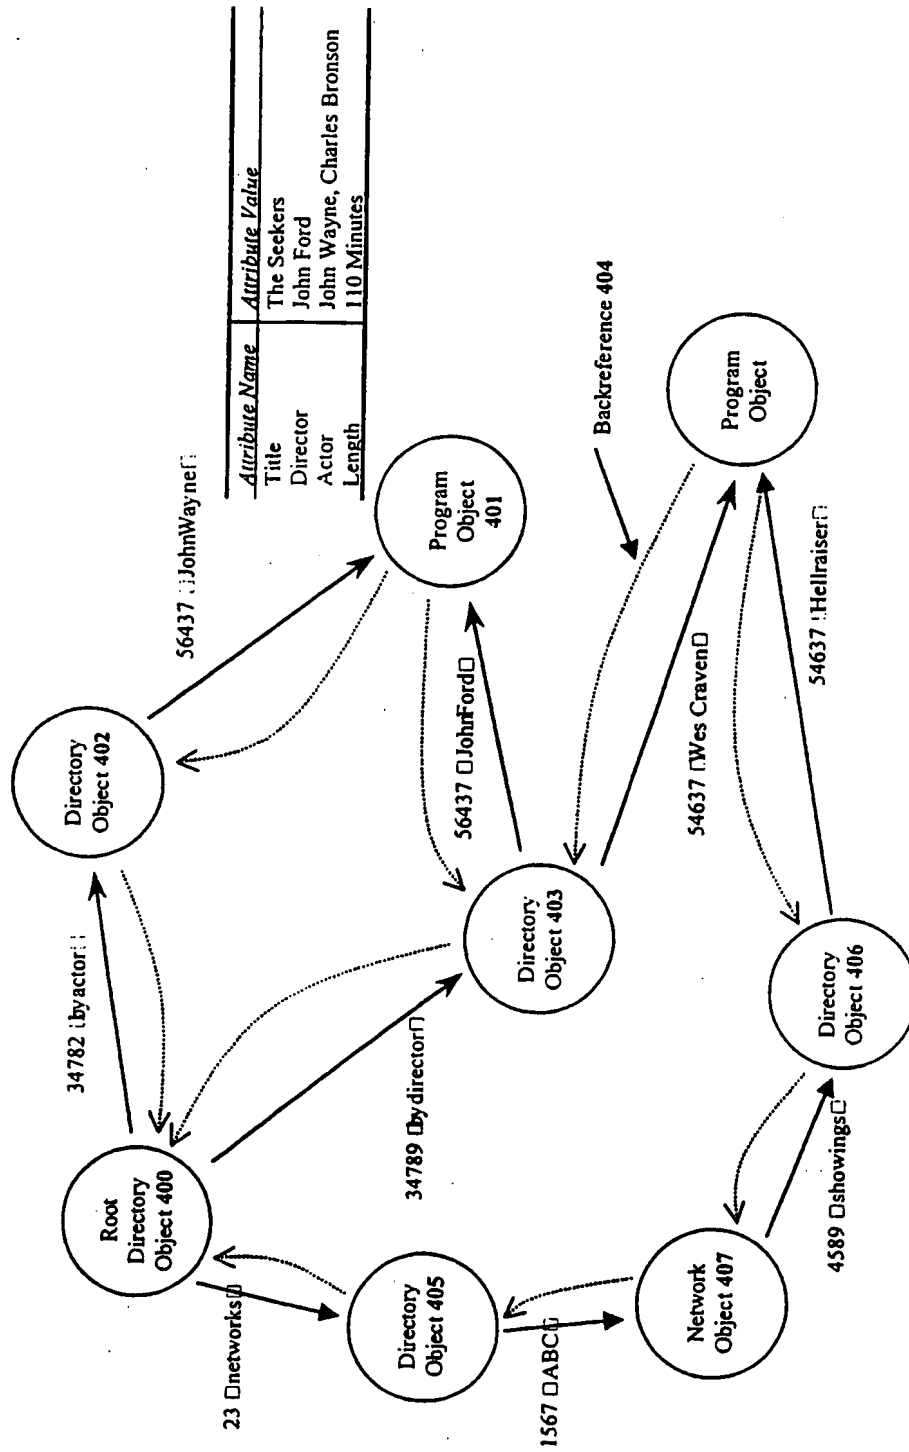 Attribute Name Attribute Value
Title The Seekers
Director John Ford
Actor John Wayne, Charles Bronson
Length 110 Minutes
56437 □JohnWayne□
Program
Object
401
Backreference 404
Program
Object
Directory
Object 402
56437 □JohnFord□
54637 □Wes Craven□
54637 □Hellraiser□
34782 □byactor□
Directory
Object 403
Directory
Object 406
Root
Directory
Object 400
34789 □bydirector□
4589 □showings□
23 □networks□
Directory
Object 405
Network
Object 407
1567 □ABC□